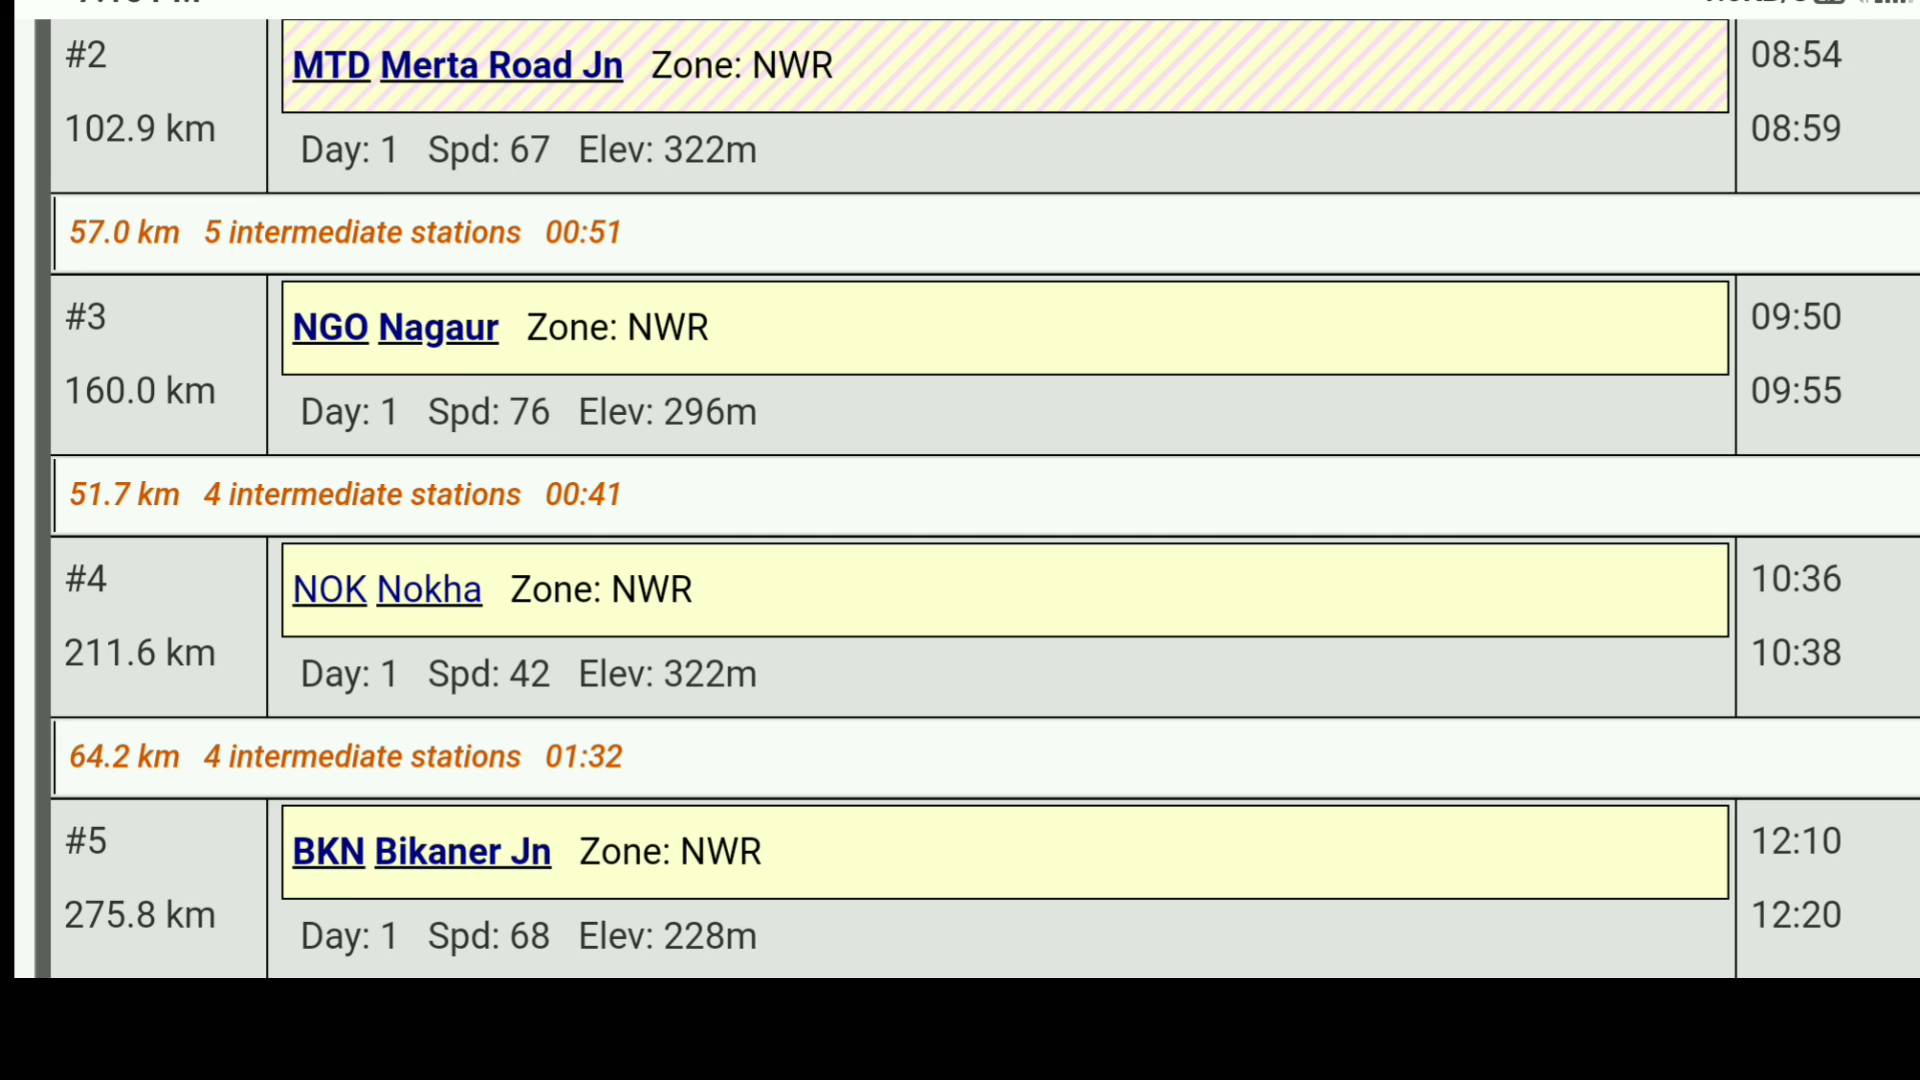 #2
MTD Merta Road Jn Zone: NWR
08:54
102.9 km
08:59
Day: 1 Spd: 67 Elev: 322m
57.0 km 5 intermediate stations 00:51
#3
NGO Nagaur Zone: NWR
09:50
160.0 km
09:55
Day: 1 Spd: 76 Elev: 296m
51.7 km 4 intermediate stations 00:41
#4
NOK Nokha Zone: NWR
10:36
211.6 km
10:38
Day: 1 Spd: 42 Elev: 322m
64.2 km 4 intermediate stations 01:32
#5
BKN Bikaner Jn Zone: NWR
12:10
275.8 km
12:20
Day: 1 Spd: 68 Elev: 228m